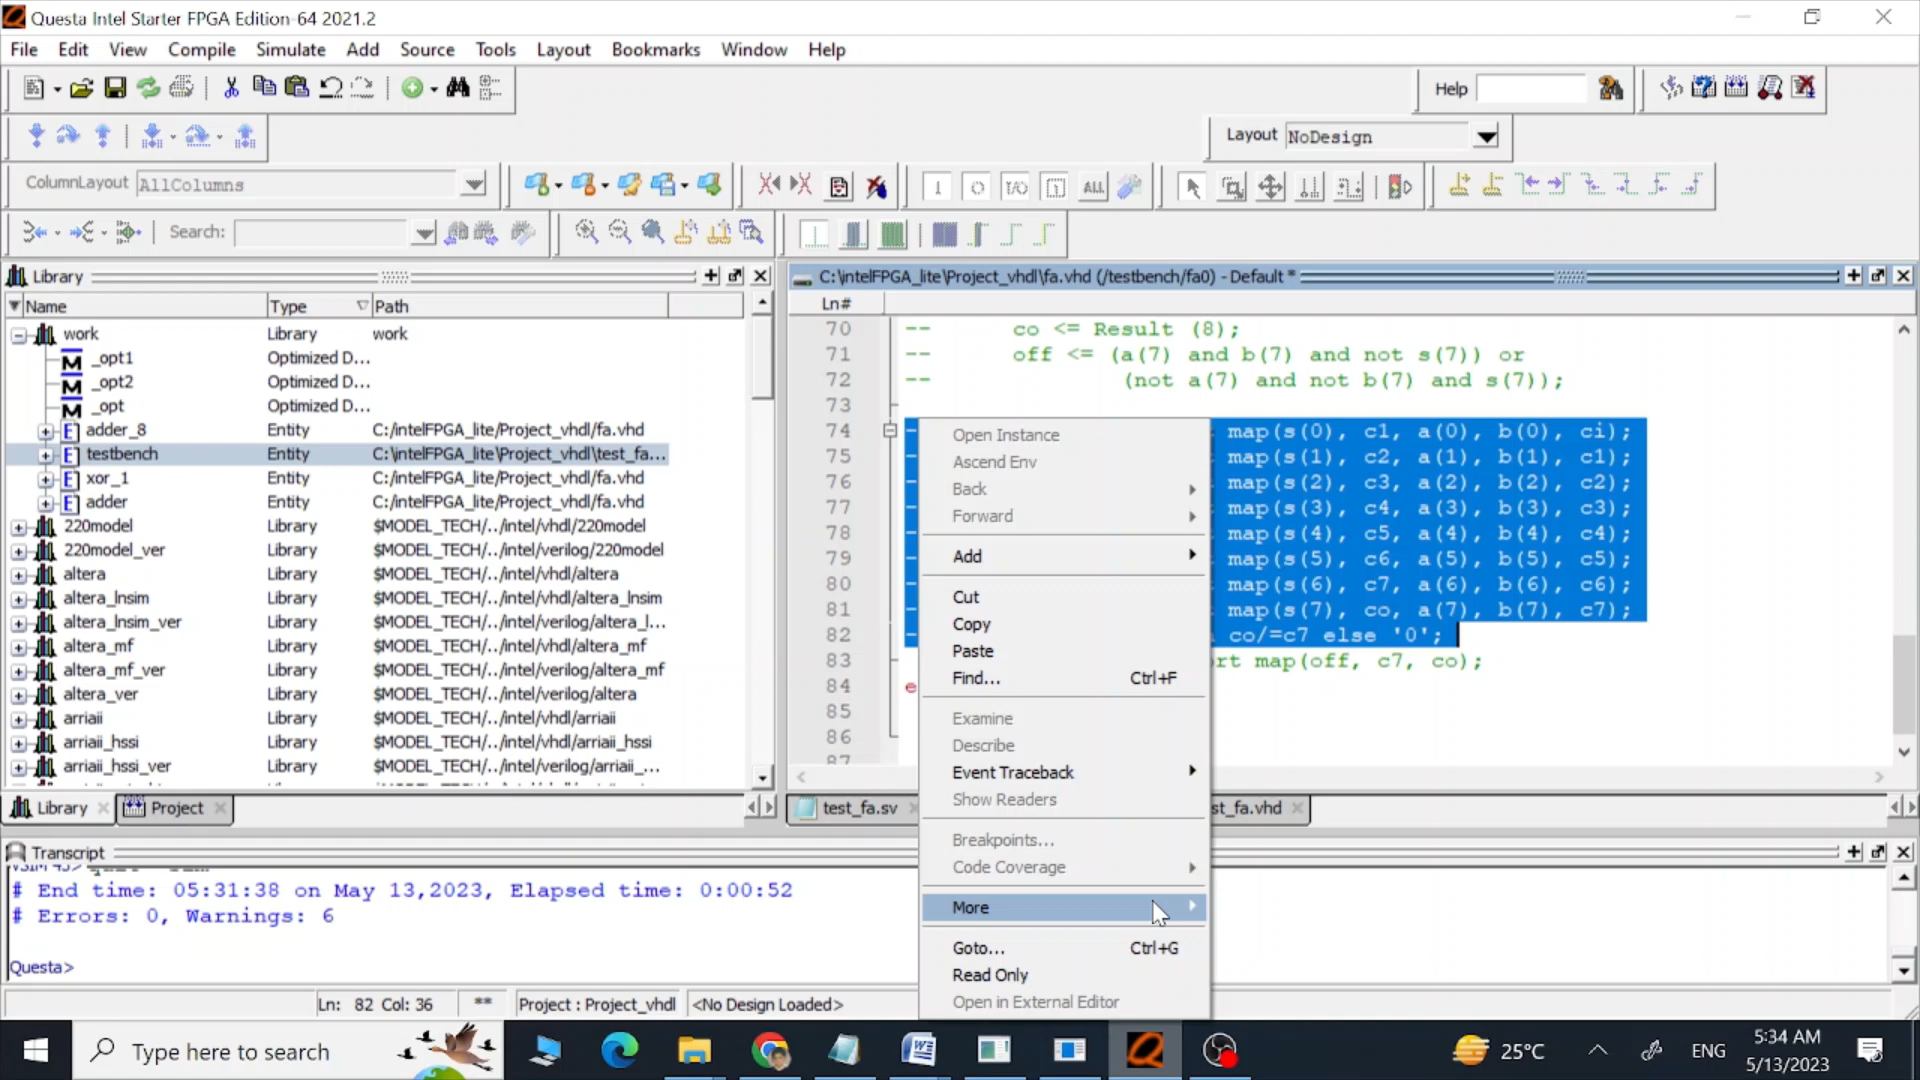 Questa Intel Starter FPGA Edition-64 2021.2
File Edit View Compile Simulate Add Source Tools Layout Bookmarks Window Help
Help
Layout NoDesign
ColumnLayout AllColumns
ALL
Search:
Library
Name Type Path
work Library work
_opt1 Optimized D...
_opt2 Optimized D...
_opt Optimized D...
adder_8 Entity C:/intelFPGA_lite/Project_vhdl/fa.vhd
testbench Entity C:\intelFPGA_lite\Project_vhdl\test_fa...
xor_1 Entity C:/intelFPGA_lite/Project_vhdl/fa.vhd
adder Entity C:/intelFPGA_lite/Project_vhdl/fa.vhd
220model Library $MODEL_TECH/../intel/vhdl/220model
220model_ver Library $MODEL_TECH/../intel/verilog/220model
altera Library $MODEL_TECH/../intel/vhdl/altera
altera_lnsim Library $MODEL_TECH/../intel/vhdl/altera_lnsim
altera_lnsim_ver Library $MODEL_TECH/../intel/verilog/altera_l...
altera_mf Library $MODEL_TECH/../intel/vhdl/altera_mf
altera_mf_ver Library $MODEL_TECH/../intel/verilog/altera_mf
altera_ver Library $MODEL_TECH/../intel/verilog/altera
arriaii Library $MODEL_TECH/../intel/vhdl/arriaii
arriaii_hssi Library $MODEL_TECH/../intel/vhdl/arriaii_hssi
arriaii_hssi_ver Library $MODEL_TECH/../intel/verilog/arriaii_...
Library Project
C:\intelFPGA_lite\Project_vhdl\fa.vhd (/testbench/fa0) - Default *
Ln#
70 -- co <= Result (8);
71 -- off <= (a(7) and b(7) and not s(7)) or
72 -- (not a(7) and not b(7) and s(7));
73
74 map(s(0), c1, a(0), b(0), ci);
75 map(s(1), c2, a(1), b(1), c1);
76 map(s(2), c3, a(2), b(2), c2);
77 map(s(3), c4, a(3), b(3), c3);
78 map(s(4), c5, a(4), b(4), c4);
79 map(s(5), c6, a(5), b(5), c5);
80 map(s(6), c7, a(6), b(6), c6);
81 map(s(7), co, a(7), b(7), c7);
82 co/=c7 else '0';
83 rt map(off, c7, co);
84 e
85
86
87
test_fa.sv st_fa.vhd
Open Instance
Ascend Env
Back
Forward
Add
Cut
Copy
Paste
Find... Ctrl+F
Examine
Describe
Event Traceback
Show Readers
Breakpoints...
Code Coverage
More
Goto... Ctrl+G
Read Only
Open in External Editor
Transcript
# End time: 05:31:38 on May 13,2023, Elapsed time: 0:00:52
# Errors: 0, Warnings: 6
Questa>
Ln: 82 Col: 36 ** Project : Project_vhdl <No Design Loaded>
Type here to search
25°C ENG 5:34 AM
5/13/2023